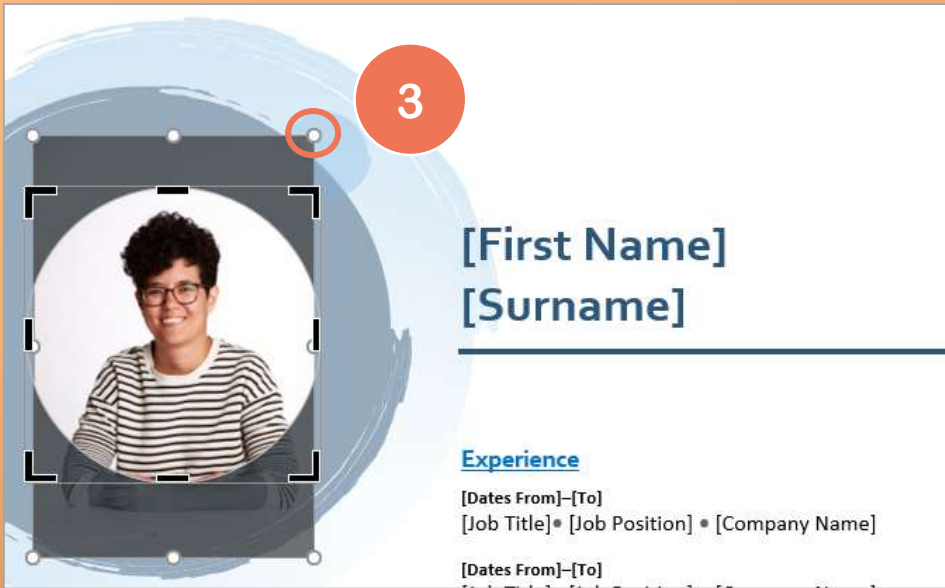 3
[First Name]
[Surname]
Experience
[Dates From]–[To]
[Job Title]● [Job Position] ● [Company Name]
[Dates From]–[To]